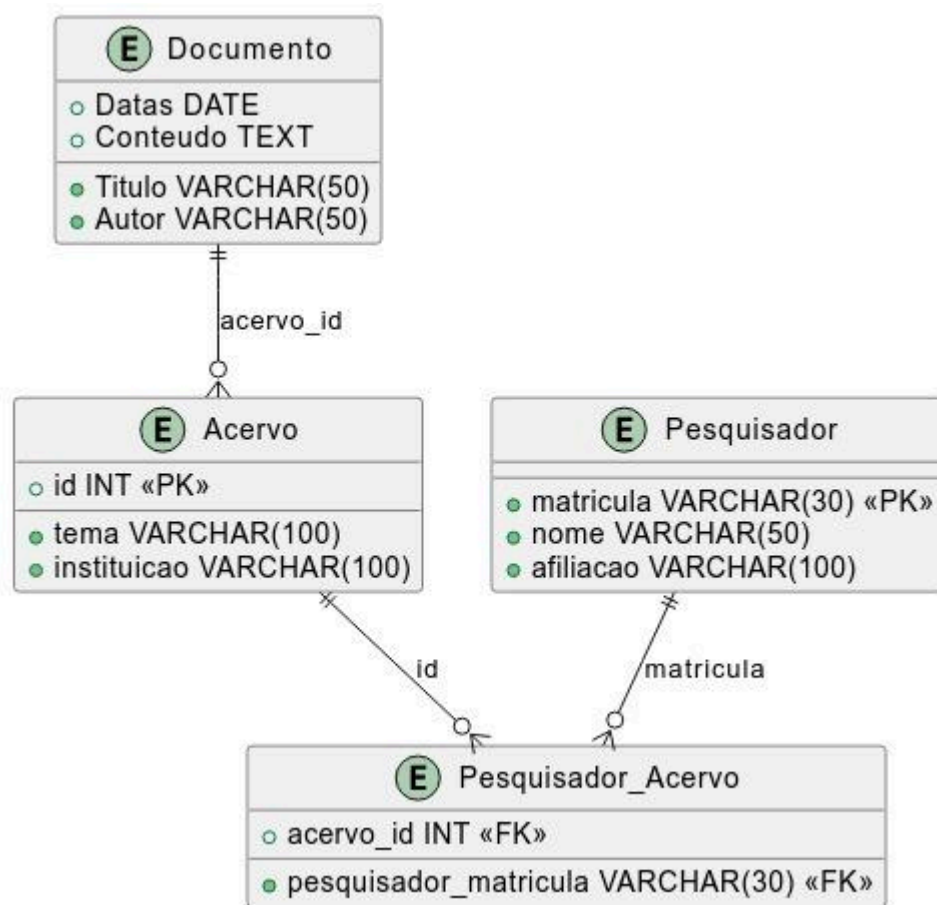 E Documento
Datas DATE
Conteudo TEXT
Titulo VARCHAR(50)
Autor VARCHAR(50)
acervo_id
E Acervo
id INT «PK»
tema VARCHAR(100)
instituicao VARCHAR(100)
E Pesquisador
matricula VARCHAR(30) «PK»
nome VARCHAR(50)
afiliacao VARCHAR(100)
id
matricula
E Pesquisador_Acervo
acervo_id INT «FK»
pesquisador_matricula VARCHAR(30) «FK»